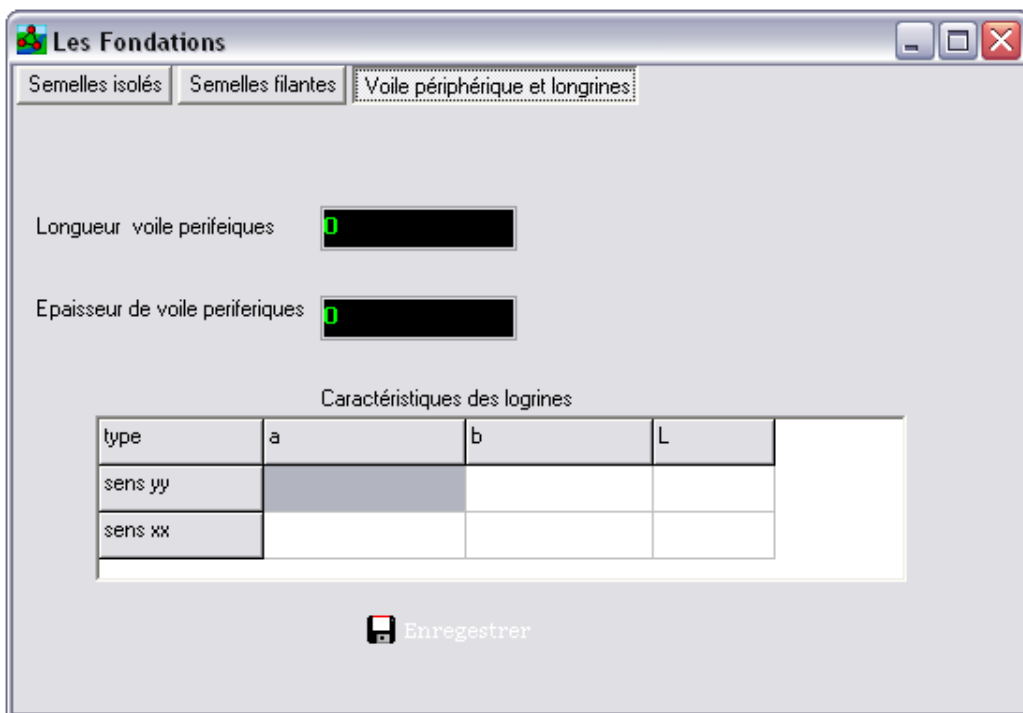 Les Fondations
Semelles isolés Semelles filantes Voile périphérique et longrines
Longueur voile perifeiques 0
Epaisseur de voile periferiques 0
Caractéristiques des logrines
type a b L
sens yy
sens xx
Enregestrer